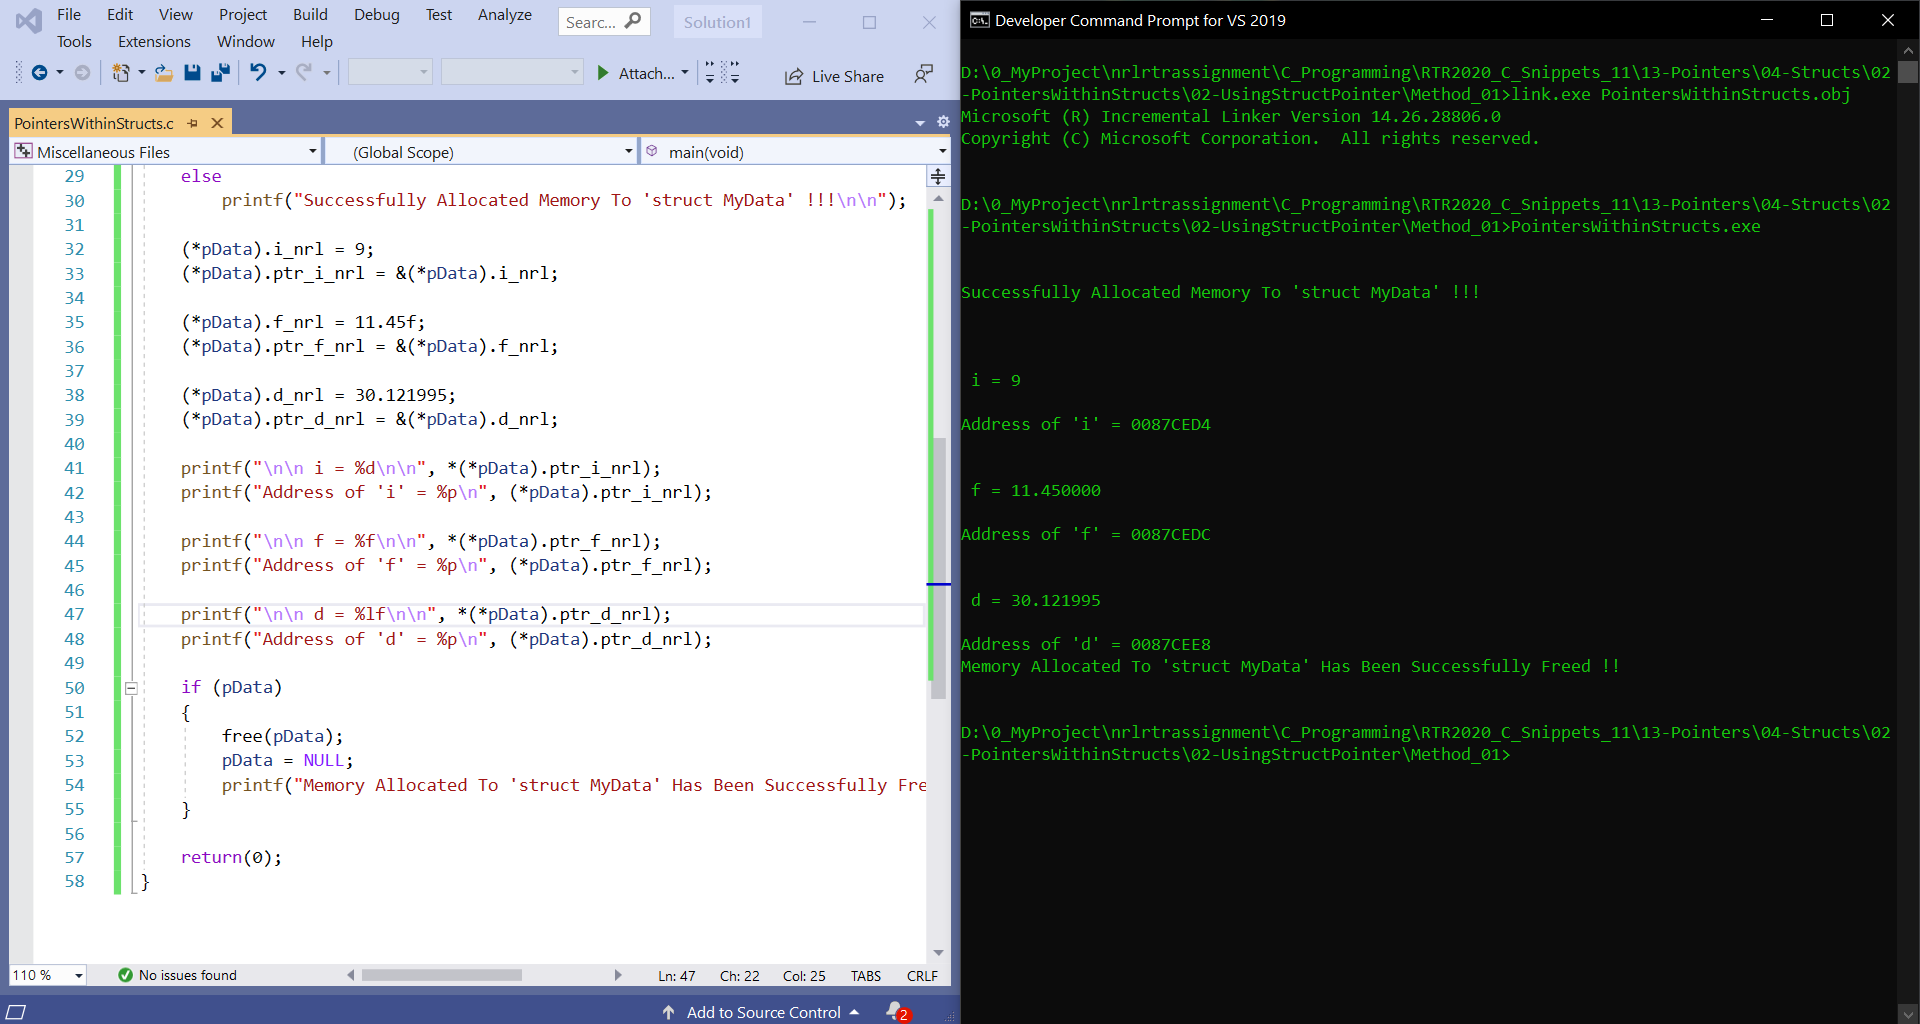 File Edit View Project Build Debug Test Analyze Searc... Solution1
Tools Extensions Window Help
Attach... Live Share
PointersWithinStructs.c
Miscellaneous Files (Global Scope) main(void)
29 else
30 printf("Successfully Allocated Memory To 'struct MyData' !!!\n\n");
31
32 (*pData).i_nrl = 9;
33 (*pData).ptr_i_nrl = &(*pData).i_nrl;
34
35 (*pData).f_nrl = 11.45f;
36 (*pData).ptr_f_nrl = &(*pData).f_nrl;
37
38 (*pData).d_nrl = 30.121995;
39 (*pData).ptr_d_nrl = &(*pData).d_nrl;
40
41 printf("\n\n i = %d\n\n", *(*pData).ptr_i_nrl);
42 printf("Address of 'i' = %p\n", (*pData).ptr_i_nrl);
43
44 printf("\n\n f = %f\n\n", *(*pData).ptr_f_nrl);
45 printf("Address of 'f' = %p\n", (*pData).ptr_f_nrl);
46
47 printf("\n\n d = %lf\n\n", *(*pData).ptr_d_nrl);
48 printf("Address of 'd' = %p\n", (*pData).ptr_d_nrl);
49
50 if (pData)
51 {
52 free(pData);
53 pData = NULL;
54 printf("Memory Allocated To 'struct MyData' Has Been Successfully Fre
55 }
56
57 return(0);
58 }
110 % No issues found Ln: 47 Ch: 22 Col: 25 TABS CRLF
Add to Source Control 2
Developer Command Prompt for VS 2019
D:\0_MyProject\nrlrtrassignment\C_Programming\RTR2020_C_Snippets_11\13-Pointers\04-Structs\02
-PointersWithinStructs\02-UsingStructPointer\Method_01>link.exe PointersWithinStructs.obj
Microsoft (R) Incremental Linker Version 14.26.28806.0
Copyright (C) Microsoft Corporation.  All rights reserved.
D:\0_MyProject\nrlrtrassignment\C_Programming\RTR2020_C_Snippets_11\13-Pointers\04-Structs\02
-PointersWithinStructs\02-UsingStructPointer\Method_01>PointersWithinStructs.exe
Successfully Allocated Memory To 'struct MyData' !!!
i = 9
Address of 'i' = 0087CED4
f = 11.450000
Address of 'f' = 0087CEDC
d = 30.121995
Address of 'd' = 0087CEE8
Memory Allocated To 'struct MyData' Has Been Successfully Freed !!
D:\0_MyProject\nrlrtrassignment\C_Programming\RTR2020_C_Snippets_11\13-Pointers\04-Structs\02
-PointersWithinStructs\02-UsingStructPointer\Method_01>